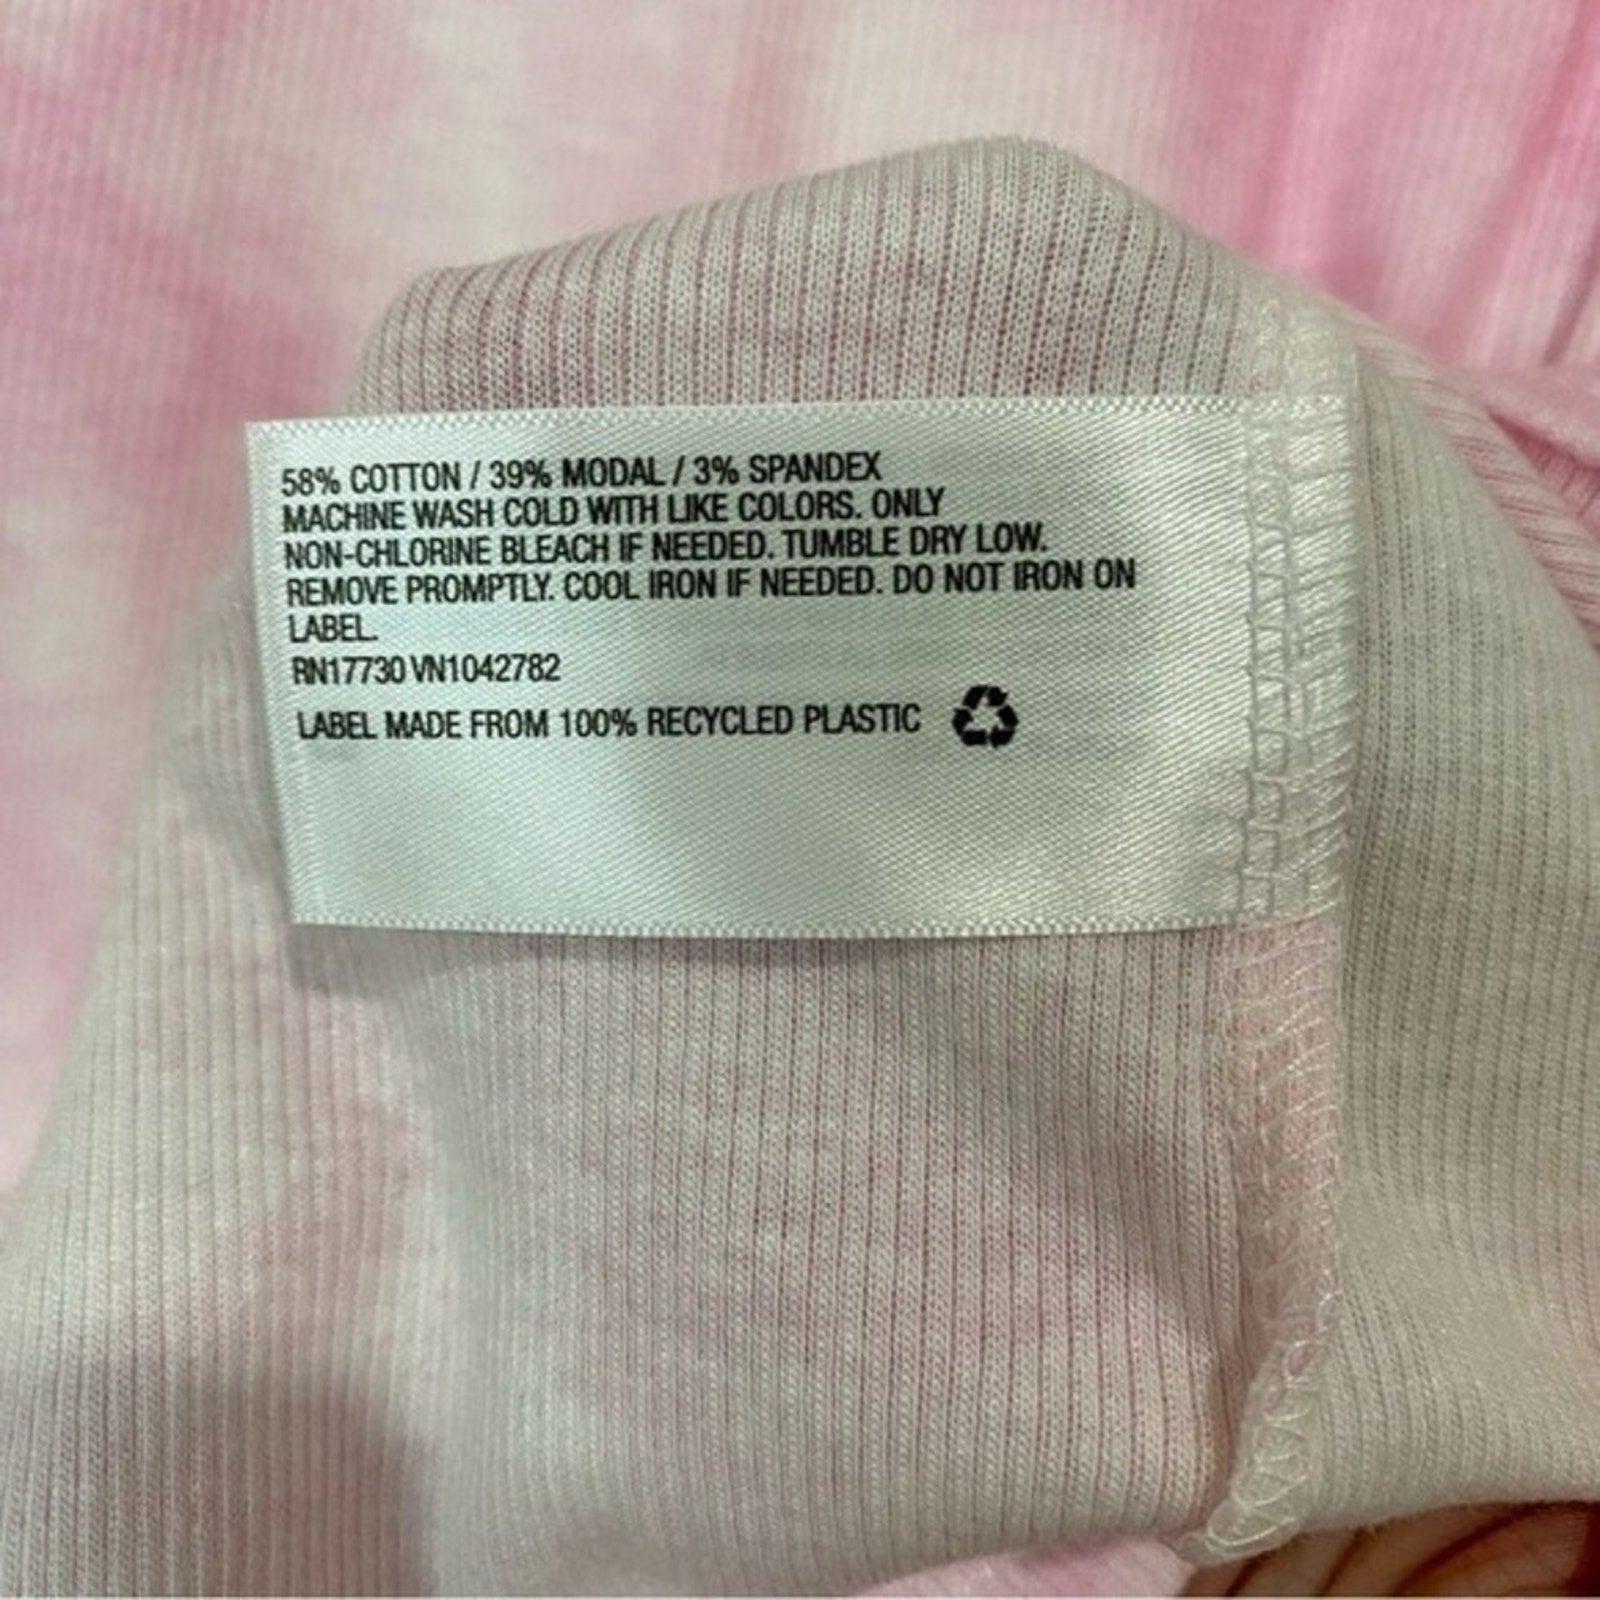 58% COTTON / 39% MODAL / 3% SPANDEX
MACHINE WASH COLD WITH LIKE COLORS. ONLY
NON-CHLORINE BLEACH IF NEEDED. TUMBLE DRY LOW.
REMOVE PROMPTLY. COOL IRON IF NEEDED. DO NOT IRON ON
LABEL.
RN17730 VN1042782
LABEL MADE FROM 100% RECYCLED PLASTIC